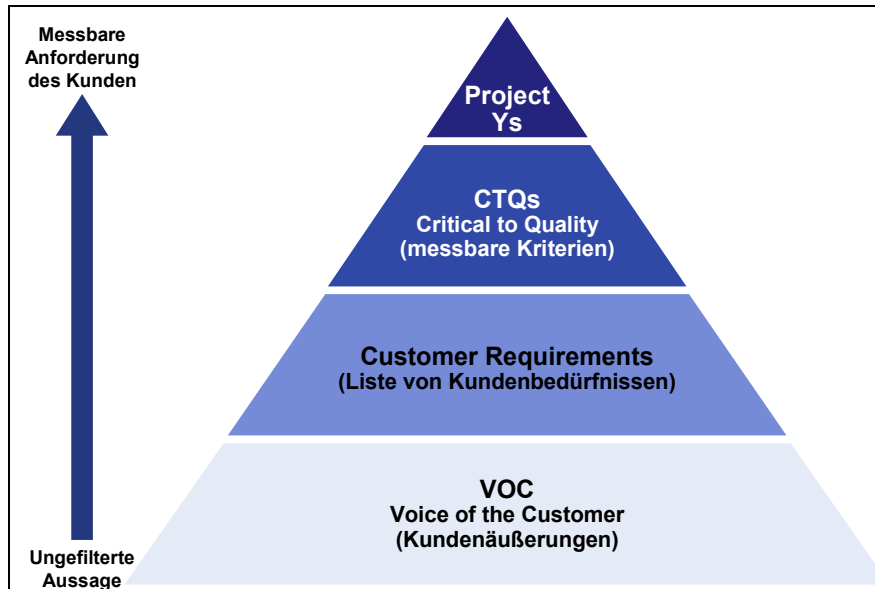 Messbare
Anforderung
des Kunden
Project
Ys
CTQs
Critical to Quality
(messbare Kriterien)
Customer Requirements
(Liste von Kundenbedürfnissen)
VOC
Voice of the Customer
(Kundenäußerungen)
Ungefilterte
Aussage